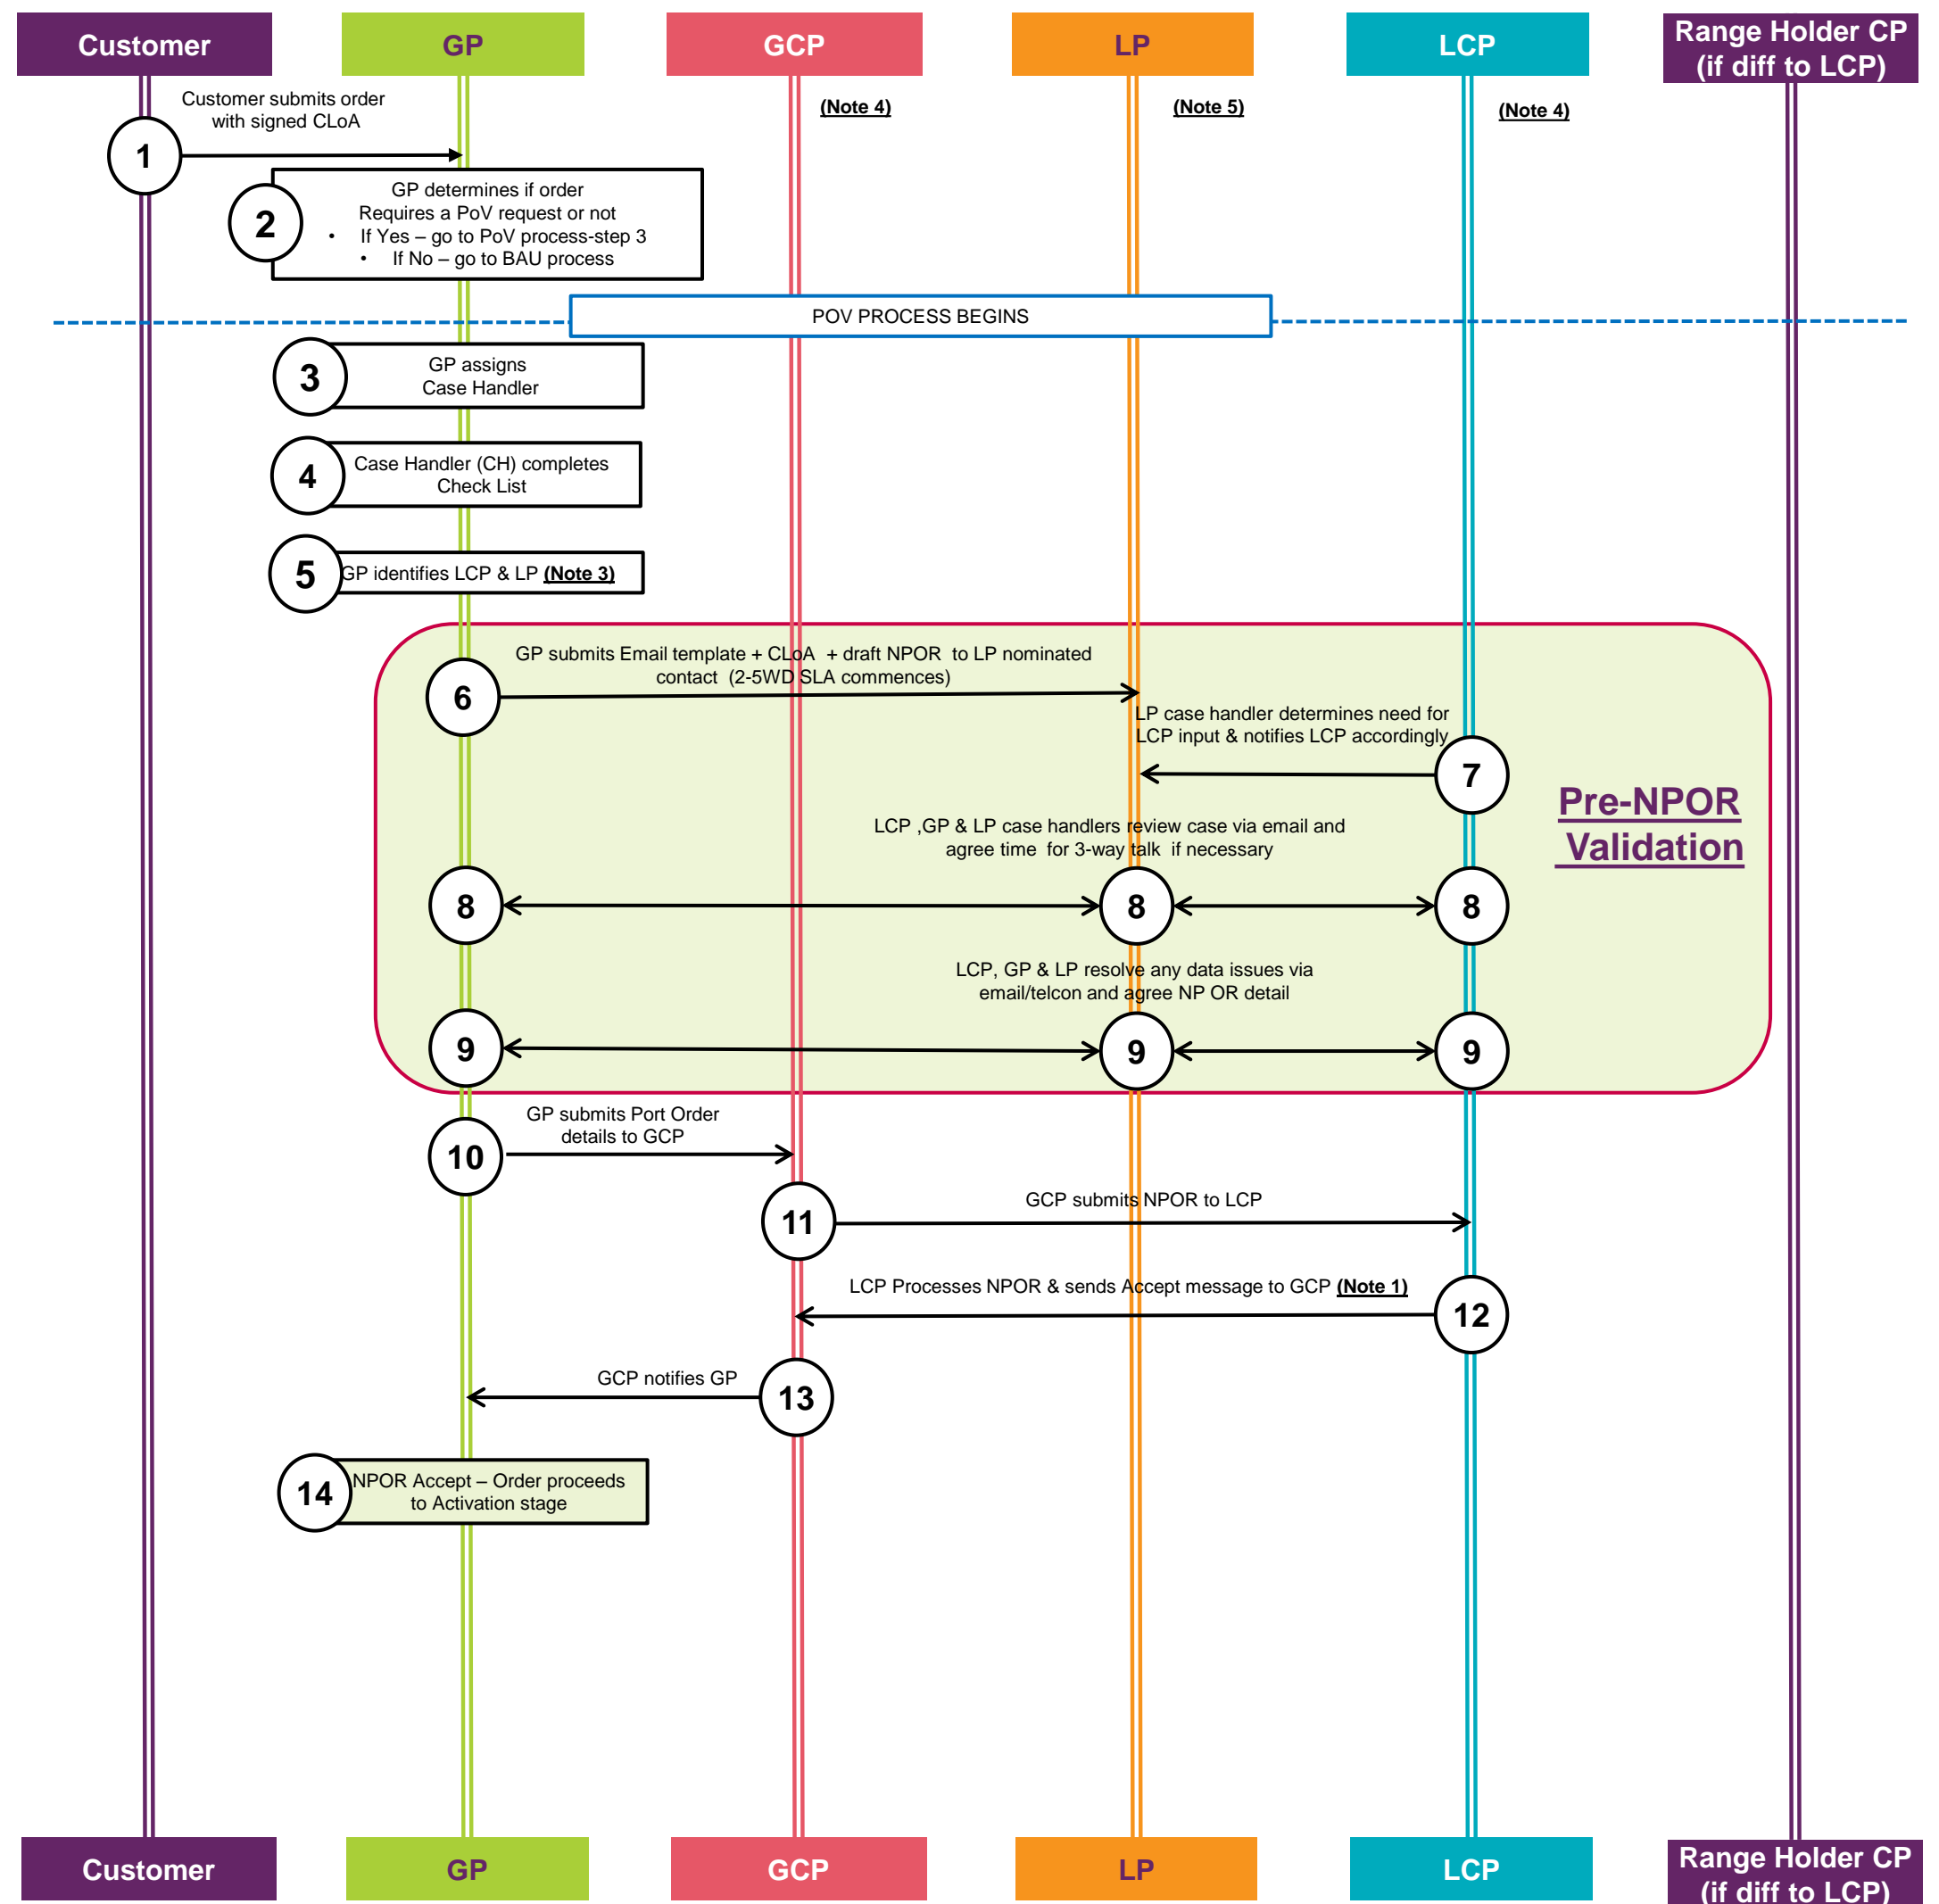 Customer
GP
GCP
LP
LCP
Range Holder CP
(if diff to LCP)
(Note 4)
(Note 5)
(Note 4)
Customer submits order
with signed CLoA
1
2
GP determines if order
Requires a PoV request or not
• If Yes – go to PoV process-step 3
• If No – go to BAU process
POV PROCESS BEGINS
3
GP assigns
Case Handler
4
Case Handler (CH) completes
Check List
5
GP identifies LCP & LP (Note 3)
GP submits Email template + CLoA + draft NPOR to LP nominated
contact (2-5WD SLA commences)
6
LP case handler determines need for
LCP input & notifies LCP accordingly
7
Pre-NPOR
Validation
LCP ,GP & LP case handlers review case via email and
agree time for 3-way talk if necessary
8
8
8
LCP, GP & LP resolve any data issues via
email/telcon and agree NP OR detail
9
9
9
GP submits Port Order
details to GCP
10
GCP submits NPOR to LCP
11
LCP Processes NPOR & sends Accept message to GCP (Note 1)
12
GCP notifies GP
13
14
NPOR Accept – Order proceeds
to Activation stage
Customer
GP
GCP
LP
LCP
Range Holder CP
(if diff to LCP)